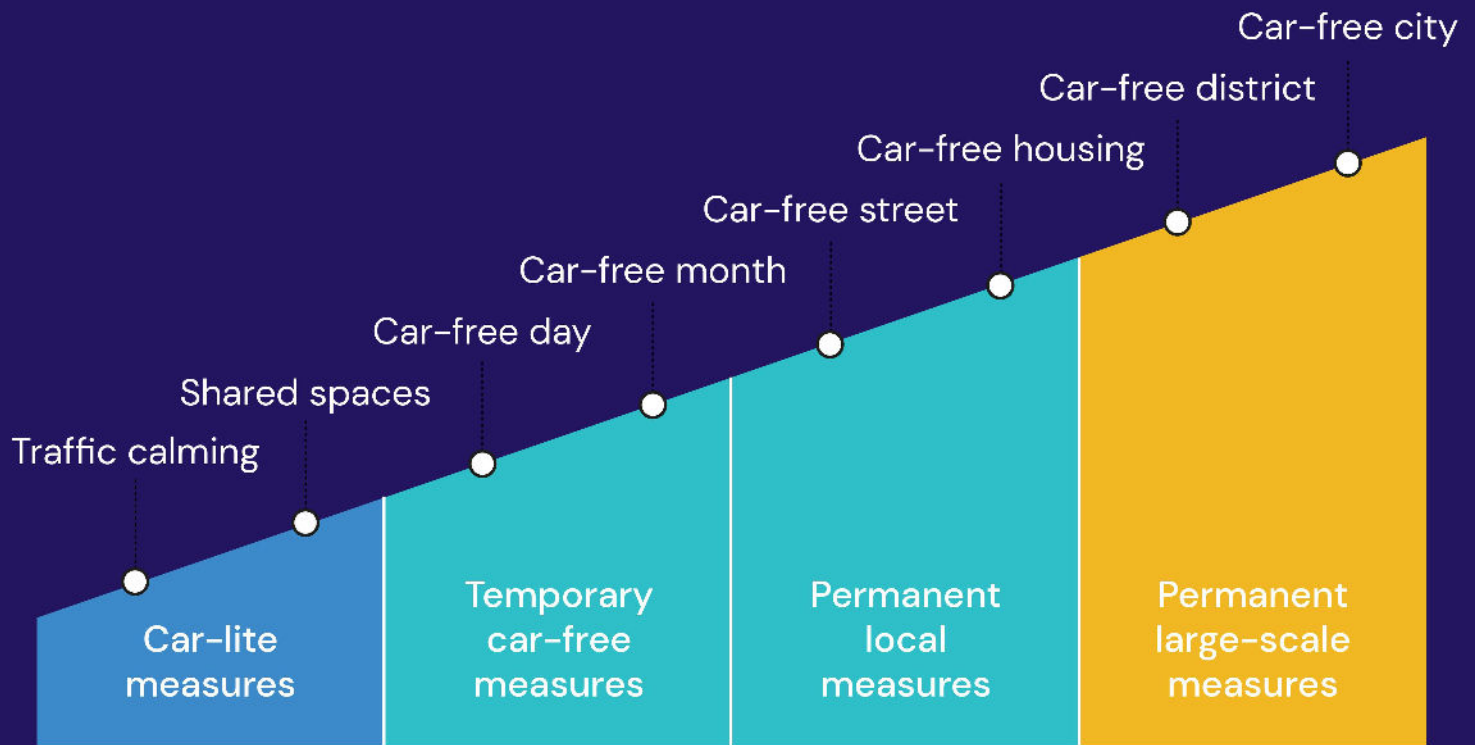 Car-free city
Car-free district
Car-free housing
Car-free street
Car-free month
Car-free day
Shared spaces
Traffic calming
Car-lite
measures
Temporary
car-free
measures
Permanent
local
measures
Permanent
large-scale
measures